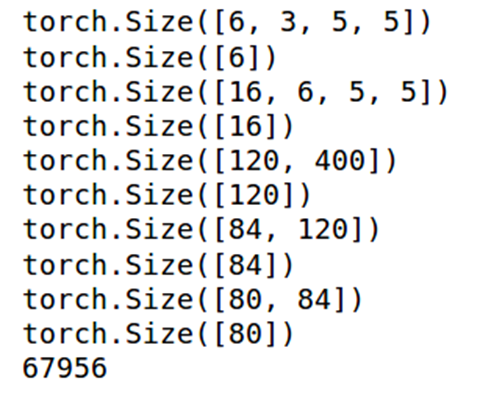 torch.Size([6, 3, 5, 5])
torch.Size([6])
torch.Size([16, 6, 5, 5])
torch.Size([16])
torch.Size([120, 400])
torch.Size([120])
torch.Size([84, 120])
torch.Size([84])
torch.Size([80, 84])
torch.Size([80])
67956